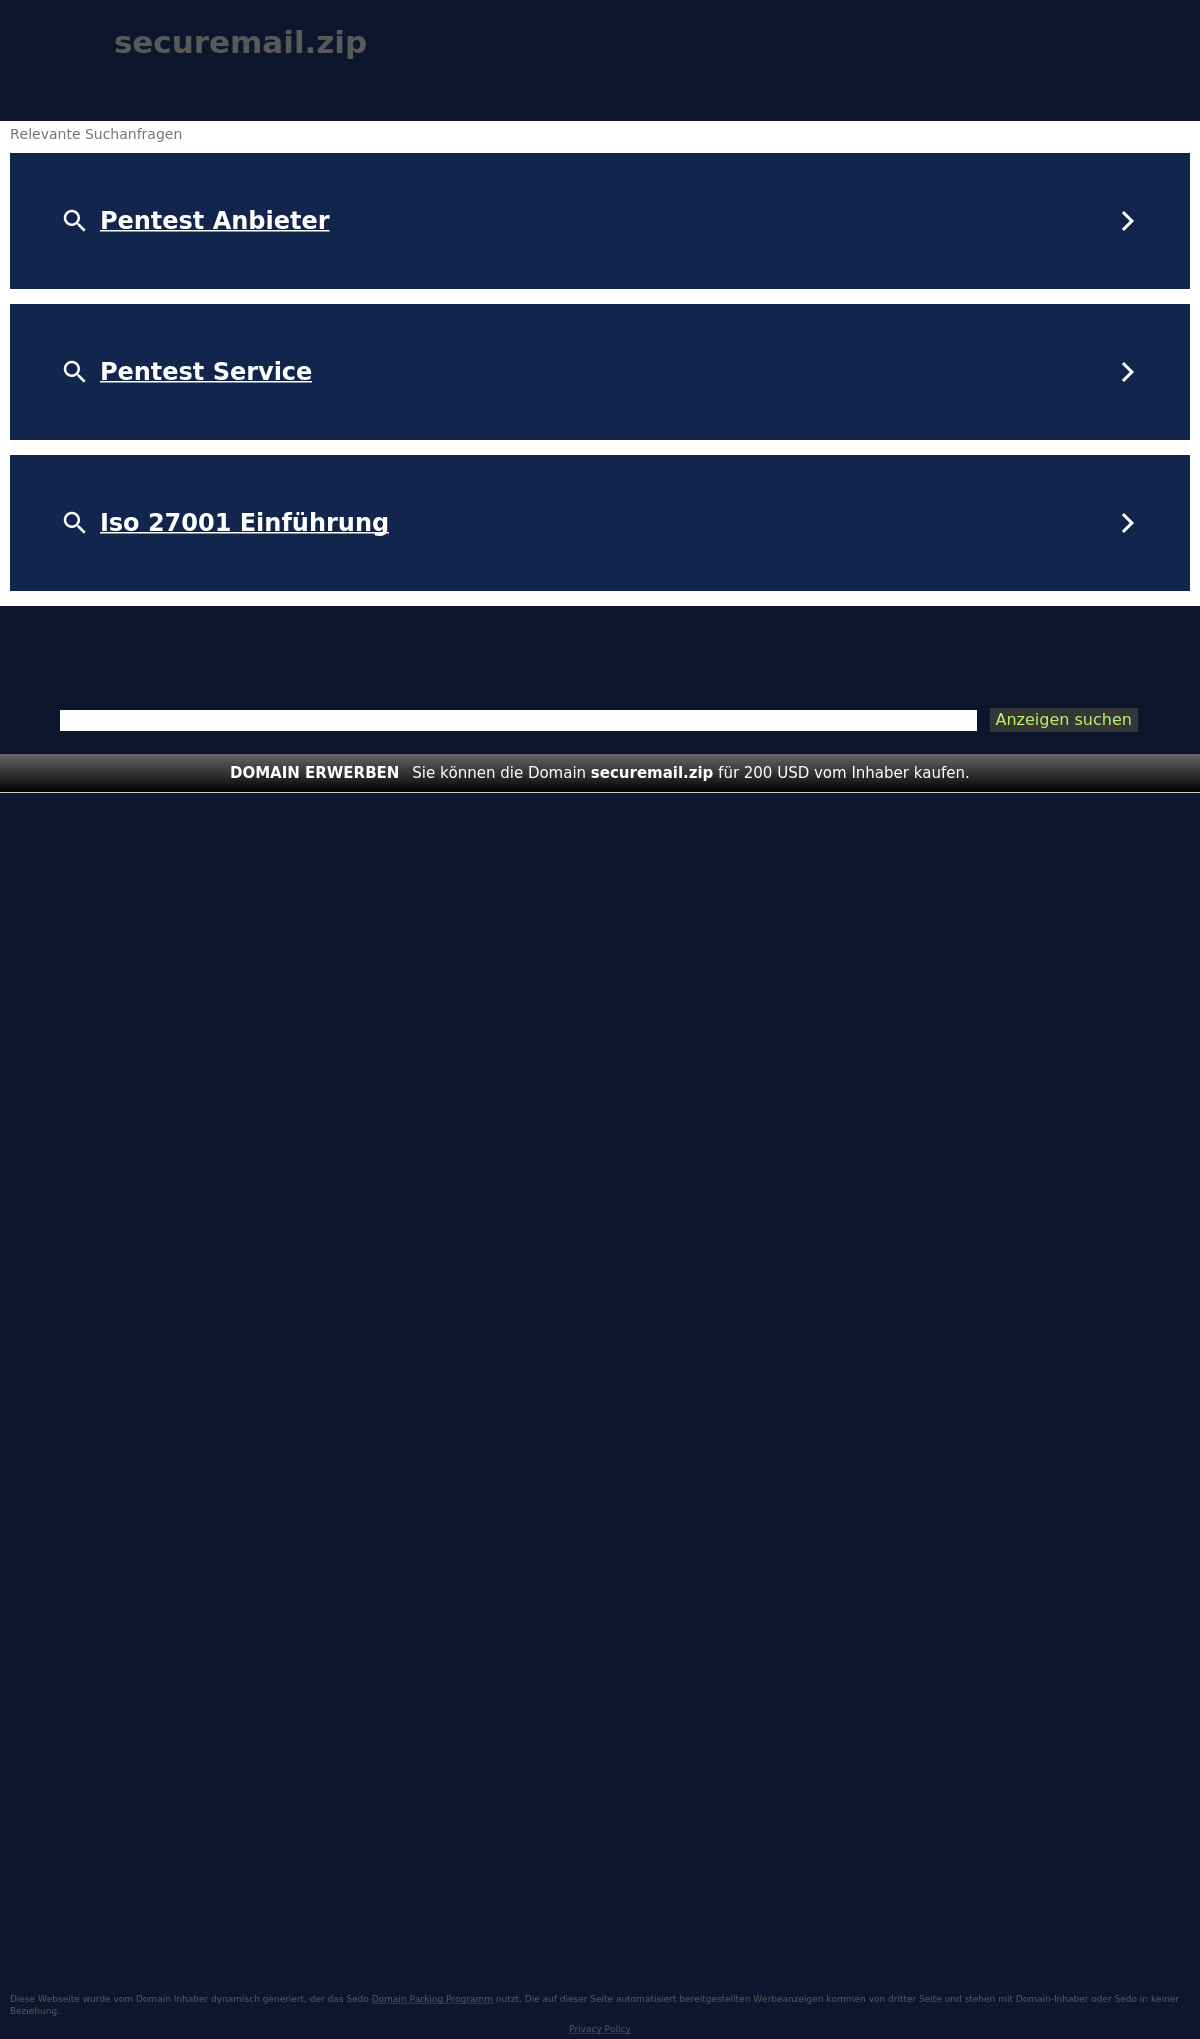 securemail.zip
Relevante Suchanfragen
Pentest Anbieter
Pentest Service
Iso 27001 Einführung
Anzeigen suchen
DOMAIN ERWERBEN Sie können die Domain securemail.zip für 200 USD vom Inhaber kaufen.
Diese Webseite wurde vom Domain Inhaber dynamisch generiert, der das Sedo Domain Parking Programm nutzt. Die auf dieser Seite automatisiert bereitgestellten Werbeanzeigen kommen von dritter Seite und stehen mit Domain-Inhaber oder Sedo in keiner
Beziehung.
Privacy Policy